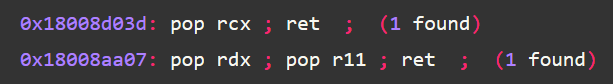 0x18008d03d: pop rcx ; ret  ;  (1 found)
0x18008aa07: pop rdx ; pop r11 ; ret  ;  (1 found)